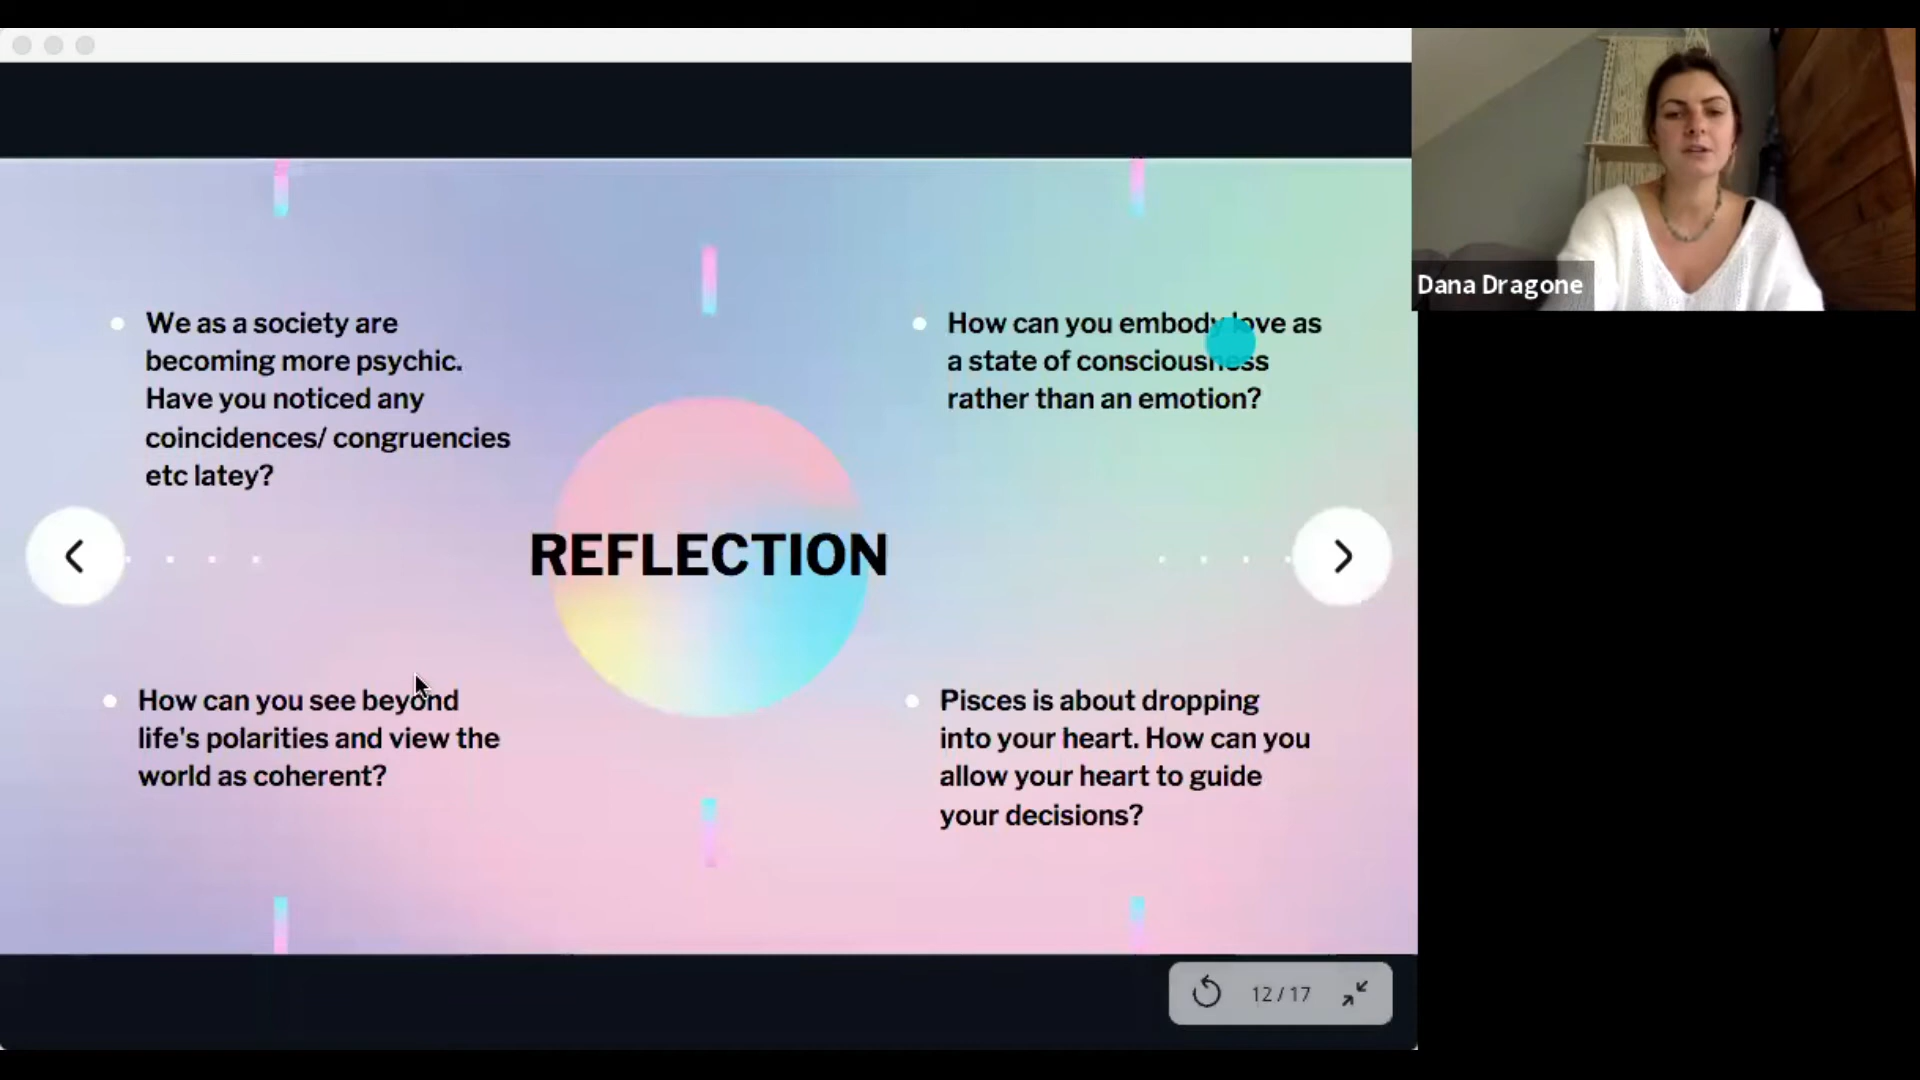 Dana Dragone
We as a society are
becoming more psychic.
Have you noticed any
coincidences/ congruencies
etc latey?
How can you embody love as
a state of consciousness
rather than an emotion?
REFLECTION
How can you see beyond
life's polarities and view the
world as coherent?
Pisces is about dropping
into your heart. How can you
allow your heart to guide
your decisions?
12 / 17